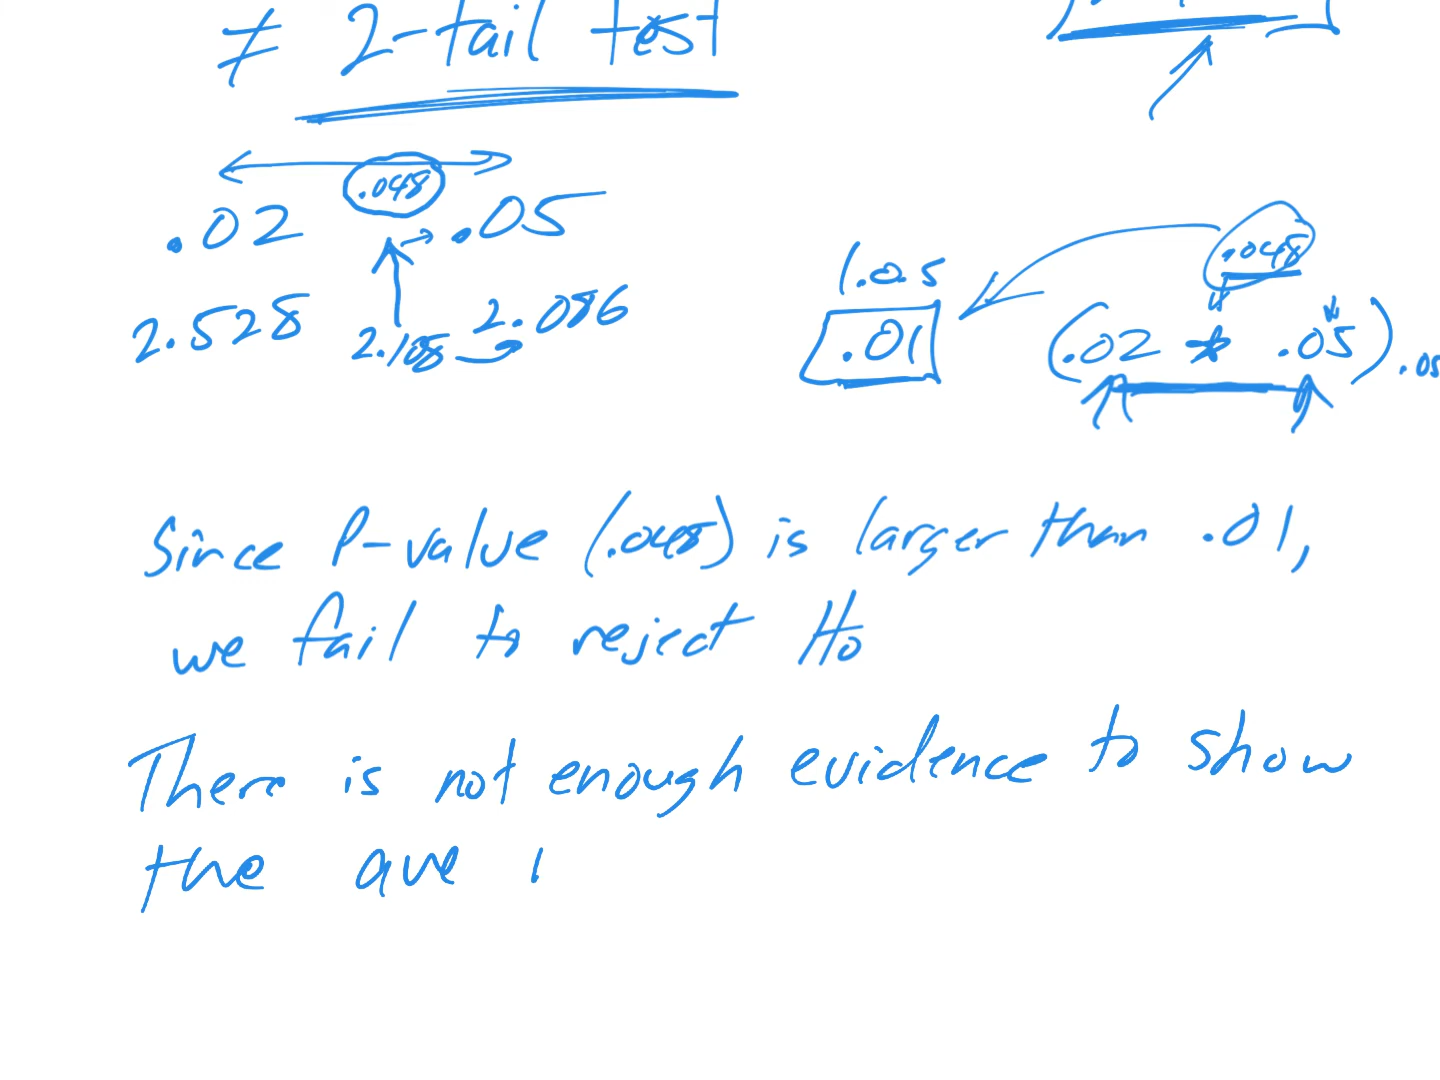 ≠ 2-tail test
.048
.02 .05
2.528 2.108 2.086
1.05 .048
.01 (.02 * .05) .05
Since P-value (.048) is larger than .01,
we fail to reject Ho
There is not enough evidence to show
the ave